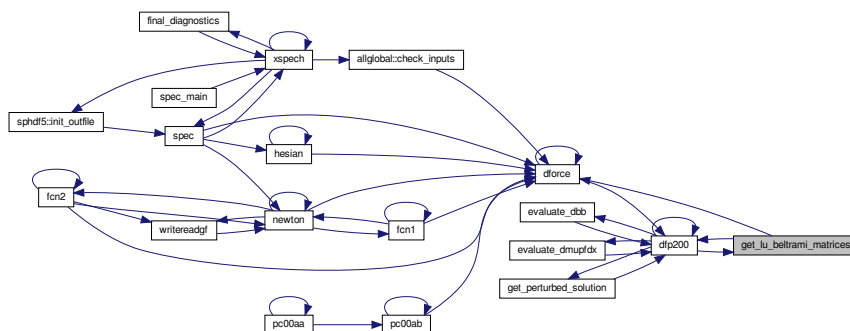 final_diagnostics
xspech
allglobal::check_inputs
spec_main
sphdf5::init_outfile
spec
hesian
dforce
fcn2
newton
fcn1
writereadgf
evaluate_dbb
evaluate_dmupfdx
dfp200
get_lu_beltrami_matrices
get_perturbed_solution
pc00aa
pc00ab